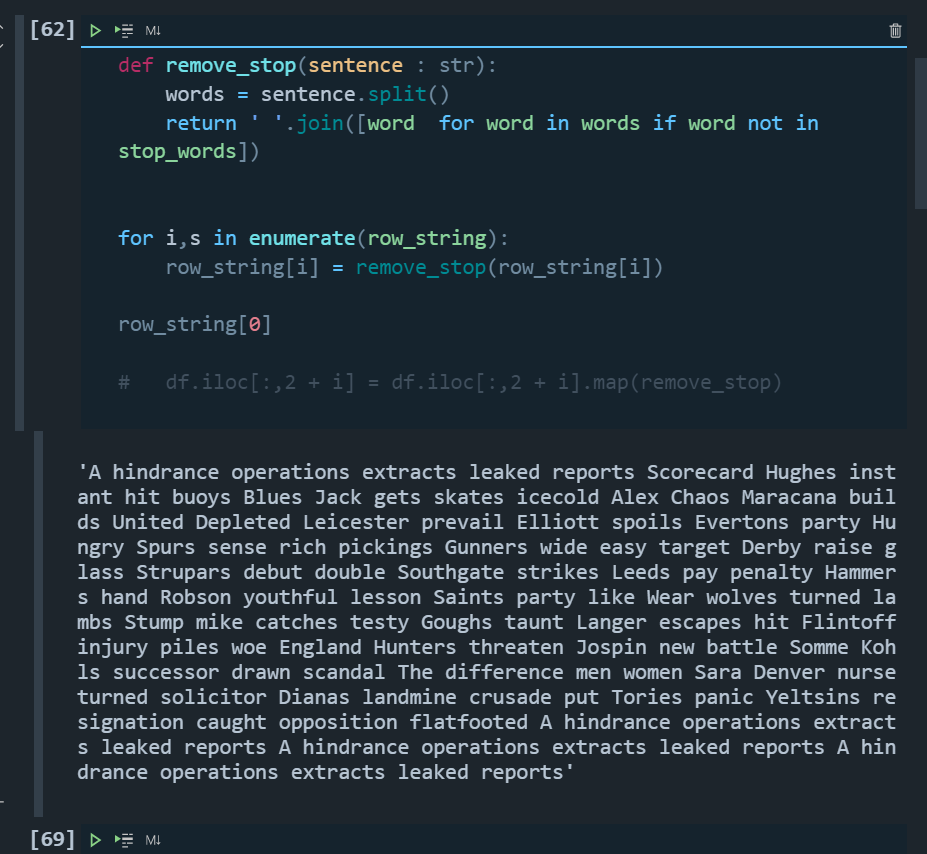 [62] M↓
def remove_stop(sentence : str):
    words = sentence.split()
    return ' '.join([word  for word in words if word not in
stop_words])
for i,s in enumerate(row_string):
    row_string[i] = remove_stop(row_string[i])
row_string[0]
#   df.iloc[:,2 + i] = df.iloc[:,2 + i].map(remove_stop)
'A hindrance operations extracts leaked reports Scorecard Hughes inst
ant hit buoys Blues Jack gets skates icecold Alex Chaos Maracana buil
ds United Depleted Leicester prevail Elliott spoils Evertons party Hu
ngry Spurs sense rich pickings Gunners wide easy target Derby raise g
lass Strupars debut double Southgate strikes Leeds pay penalty Hammer
s hand Robson youthful lesson Saints party like Wear wolves turned la
mbs Stump mike catches testy Goughs taunt Langer escapes hit Flintoff
injury piles woe England Hunters threaten Jospin new battle Somme Koh
ls successor drawn scandal The difference men women Sara Denver nurse
turned solicitor Dianas landmine crusade put Tories panic Yeltsins re
signation caught opposition flatfooted A hindrance operations extract
s leaked reports A hindrance operations extracts leaked reports A hin
drance operations extracts leaked reports'
[69] M↓